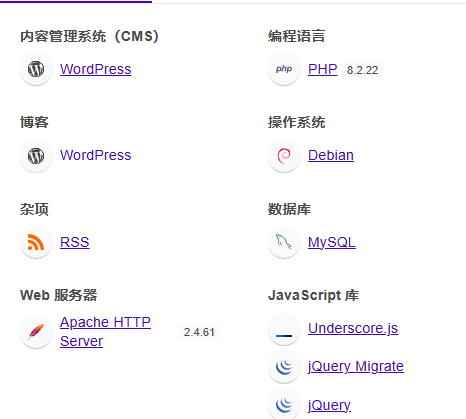 内容管理系统（CMS）
WordPress
博客
WordPress
杂项
RSS
Web 服务器
Apache HTTP
Server 2.4.61
编程语言
php PHP 8.2.22
操作系统
Debian
数据库
MySQL
JavaScript 库
Underscore.js
jQuery Migrate
jQuery